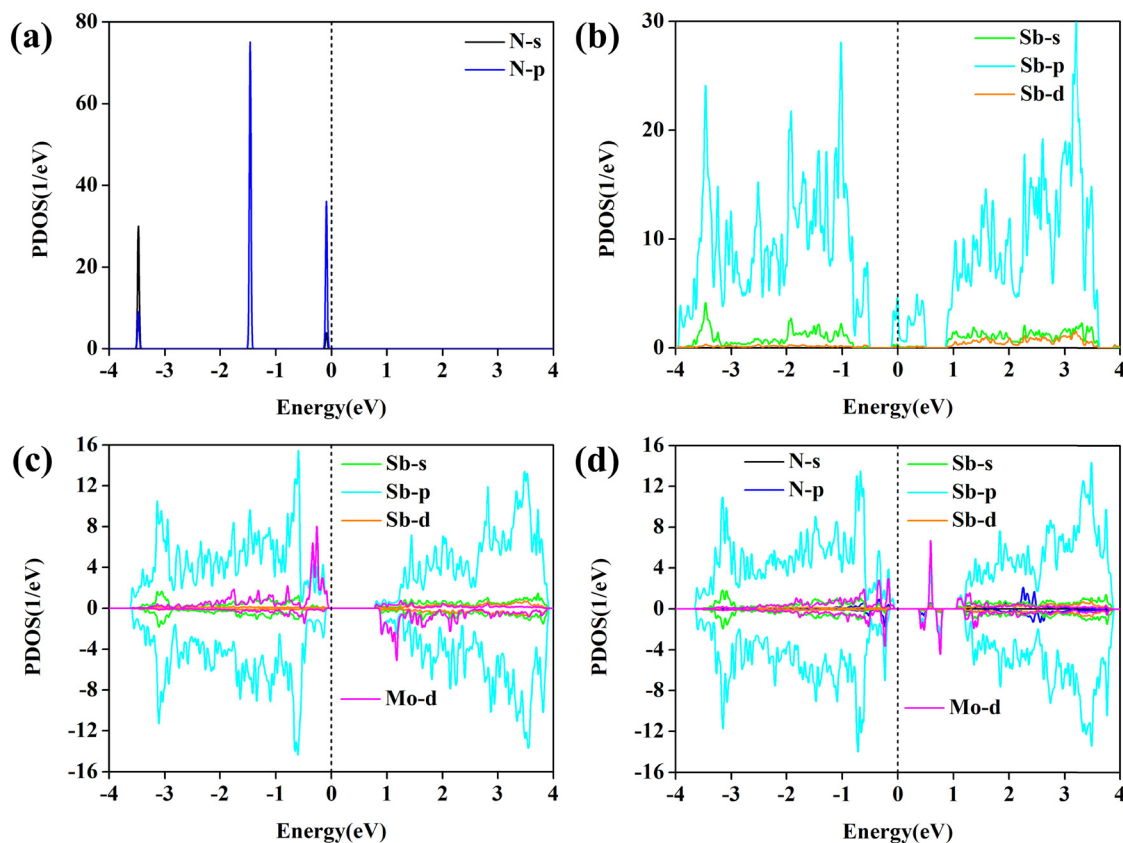 (a)
80
60
40
20
0
PDOS(1/eV)
N-s
N-p
-4 -3 -2 -1 0 1 2 3 4
Energy(eV)
(b)
30
20
10
0
PDOS(1/eV)
Sb-s
Sb-p
Sb-d
-4 -3 -2 -1 0 1 2 3 4
Energy(eV)
(c)
16
12
8
4
0
-4
-8
-12
-16
PDOS(1/eV)
Sb-s
Sb-p
Sb-d
Mo-d
-4 -3 -2 -1 0 1 2 3 4
Energy(eV)
(d)
16
12
8
4
0
-4
-8
-12
-16
PDOS(1/eV)
N-s
N-p
Sb-s
Sb-p
Sb-d
Mo-d
-4 -3 -2 -1 0 1 2 3 4
Energy(eV)